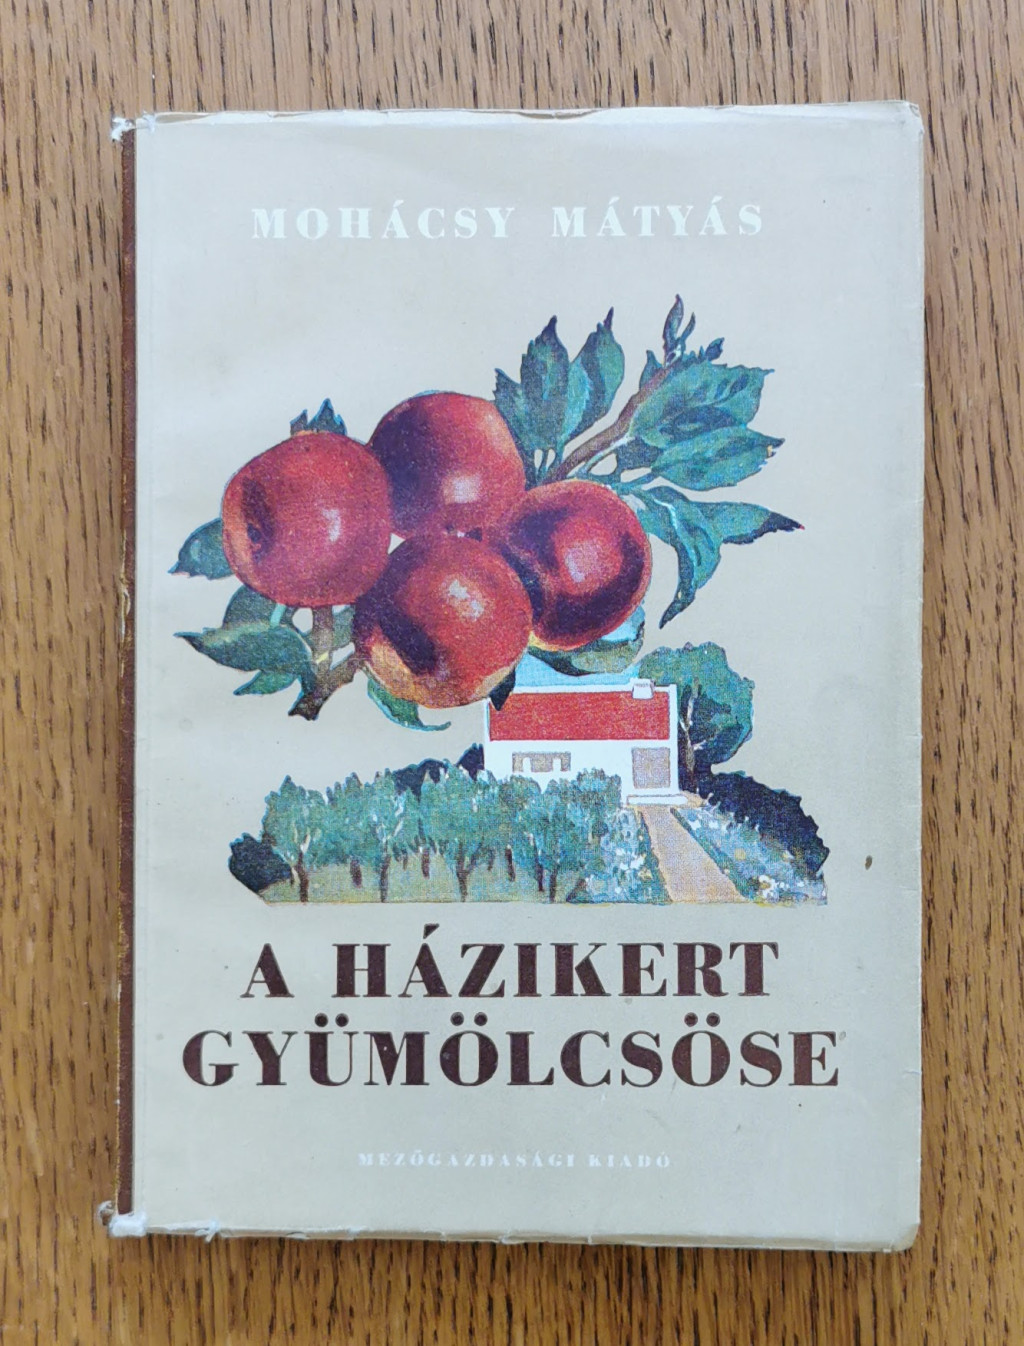 MOHÁCSY MÁTYÁS
A HÁZIKERT
GYÜMÖLCSÖSE
MEZŐGAZDASÁGI KIADÓ